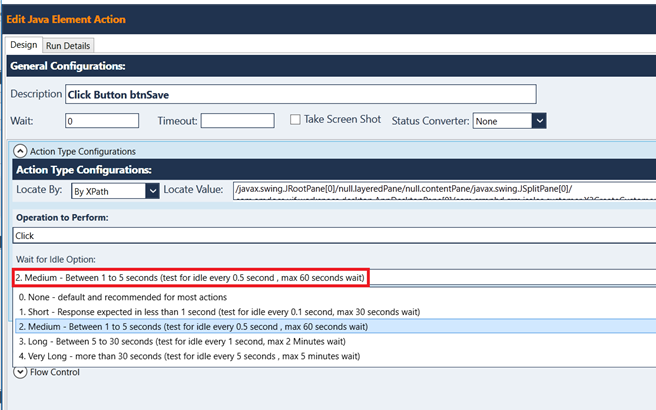 Edit Java Element Action
Design Run Details
General Configurations:
Description Click Button btnSave
Wait: 0 Timeout: Take Screen Shot Status Converter: None
Action Type Configurations
Action Type Configurations:
Locate By: By XPath Locate Value: /javax.swing.JRootPane[0]/null.layeredPane/null.contentPane/javax.swing.JSplitPane[0]/
Operation to Perform:
Click
Wait for Idle Option:
2. Medium - Between 1 to 5 seconds (test for idle every 0.5 second , max 60 seconds wait)
0. None - default and recommended for most actions
1. Short - Response expected in less than 1 second (test for idle every 0.1 second, max 30 seconds wait)
2. Medium - Between 1 to 5 seconds (test for idle every 0.5 second , max 60 seconds wait)
3. Long - Between 5 to 30 seconds (test for idle every 1 second, max 2 Minutes wait)
4. Very Long - more than 30 seconds (test for idle every 5 seconds , max 5 minutes wait)
Flow Control